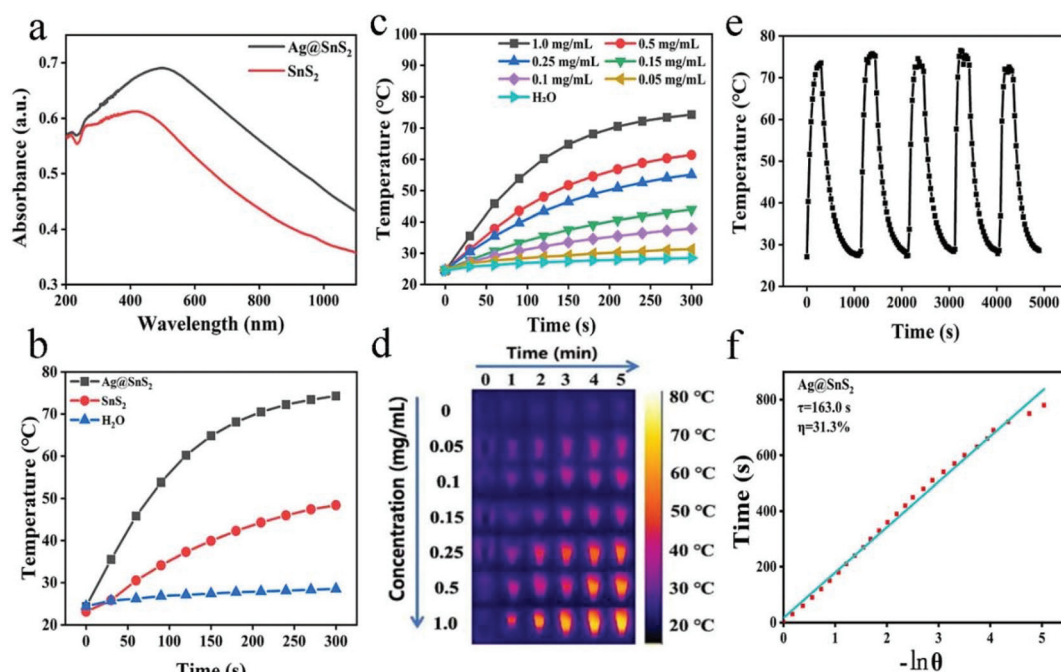 a
Ag@SnS₂
SnS₂
Absorbance (a.u.)
0.7
0.6
0.5
0.4
0.3
200 400 600 800 1000
Wavelength (nm)
b
Ag@SnS₂
SnS₂
H₂O
Temperature (°C)
80
70
60
50
40
30
20
0 50 100 150 200 250 300
Time (s)
c
1.0 mg/mL 0.5 mg/mL
0.25 mg/mL 0.15 mg/mL
0.1 mg/mL 0.05 mg/mL
H₂O
Temperature (°C)
100
90
80
70
60
50
40
30
20
0 50 100 150 200 250 300
Time (s)
d
Time (min)
0 1 2 3 4 5
Concentration (mg/mL)
0
0.05
0.1
0.15
0.25
0.5
1.0
80 °C
70 °C
60 °C
50 °C
40 °C
30 °C
20 °C
e
Temperature (°C)
80
70
60
50
40
30
20
0 1000 2000 3000 4000 5000
Time (s)
f
Ag@SnS₂
τ=163.0 s
η=31.3%
Time (s)
800
600
400
200
0
0 1 2 3 4 5
-lnθ